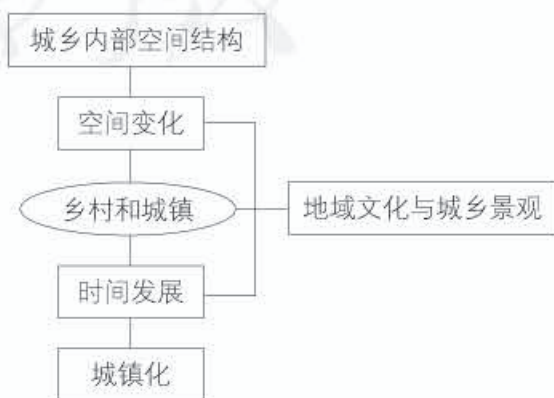 城乡内部空间结构
空间变化
乡村和城镇
地域文化与城乡景观
时间发展
城镇化